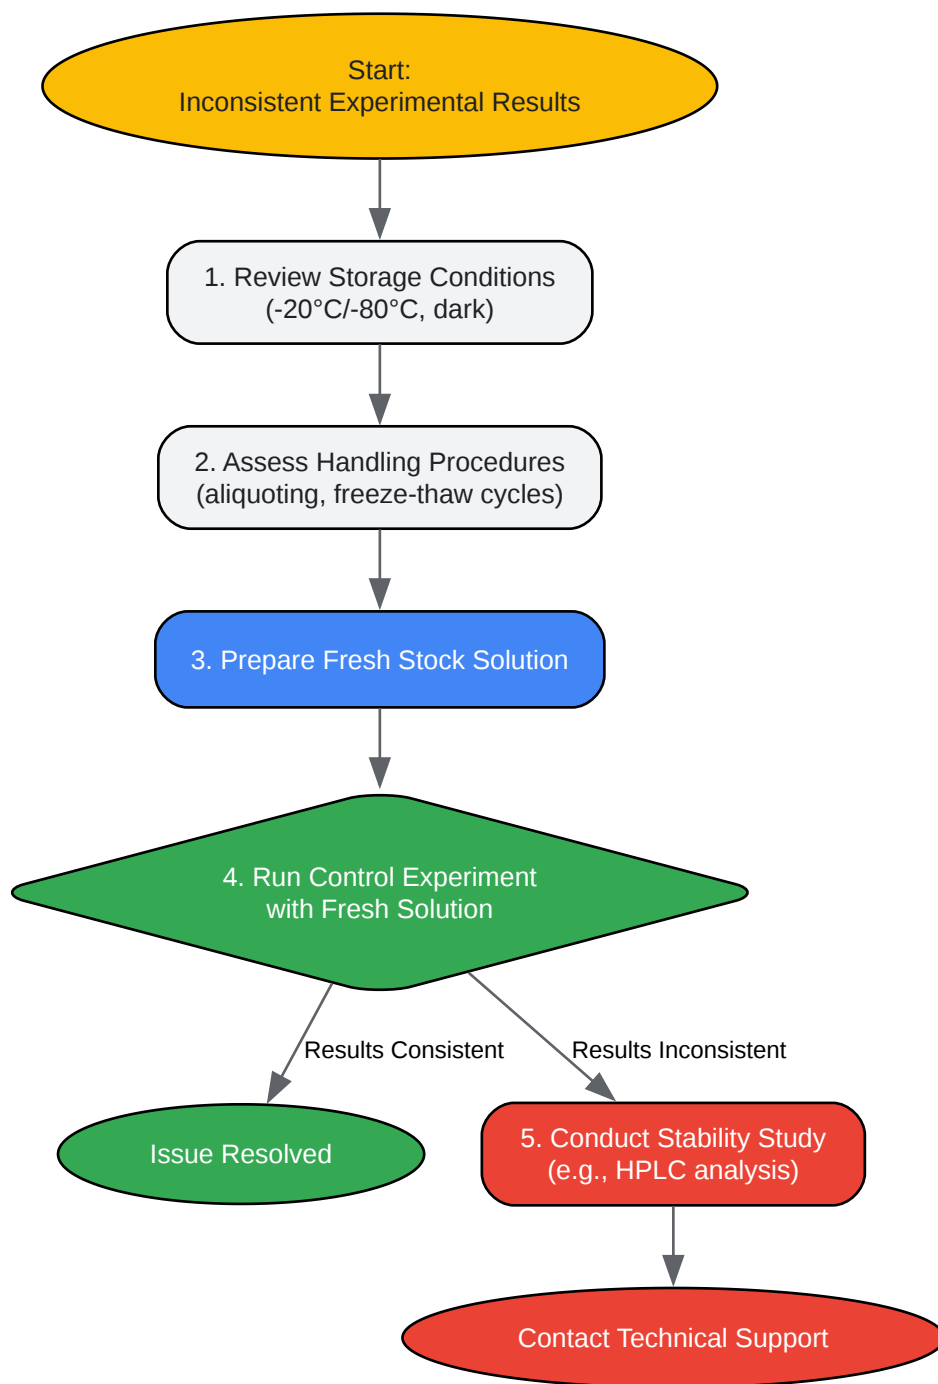 Start:
Inconsistent Experimental Results
1. Review Storage Conditions
(-20°C/-80°C, dark)
2. Assess Handling Procedures
(aliquoting, freeze-thaw cycles)
3. Prepare Fresh Stock Solution
4. Run Control Experiment
with Fresh Solution
Results Consistent
Results Inconsistent
Issue Resolved
5. Conduct Stability Study
(e.g., HPLC analysis)
Contact Technical Support